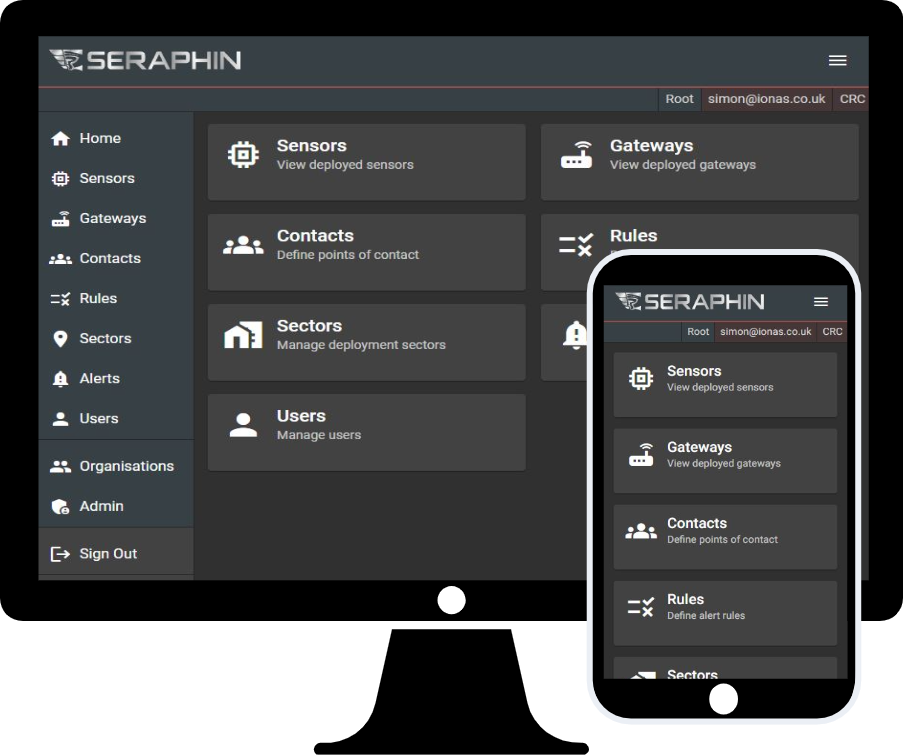 SERAPHIN
Root simon@ionas.co.uk CRC
Home
Sensors
Gateways
Contacts
Rules
Sectors
Alerts
Users
Organisations
Admin
Sign Out
Sensors
View deployed sensors
Gateways
View deployed gateways
Contacts
Define points of contact
Rules
Sectors
Manage deployment sectors
Users
Manage users
SERAPHIN
Root simon@ionas.co.uk CRC
Sensors
View deployed sensors
Gateways
View deployed gateways
Contacts
Define points of contact
Rules
Define alert rules
Sectors